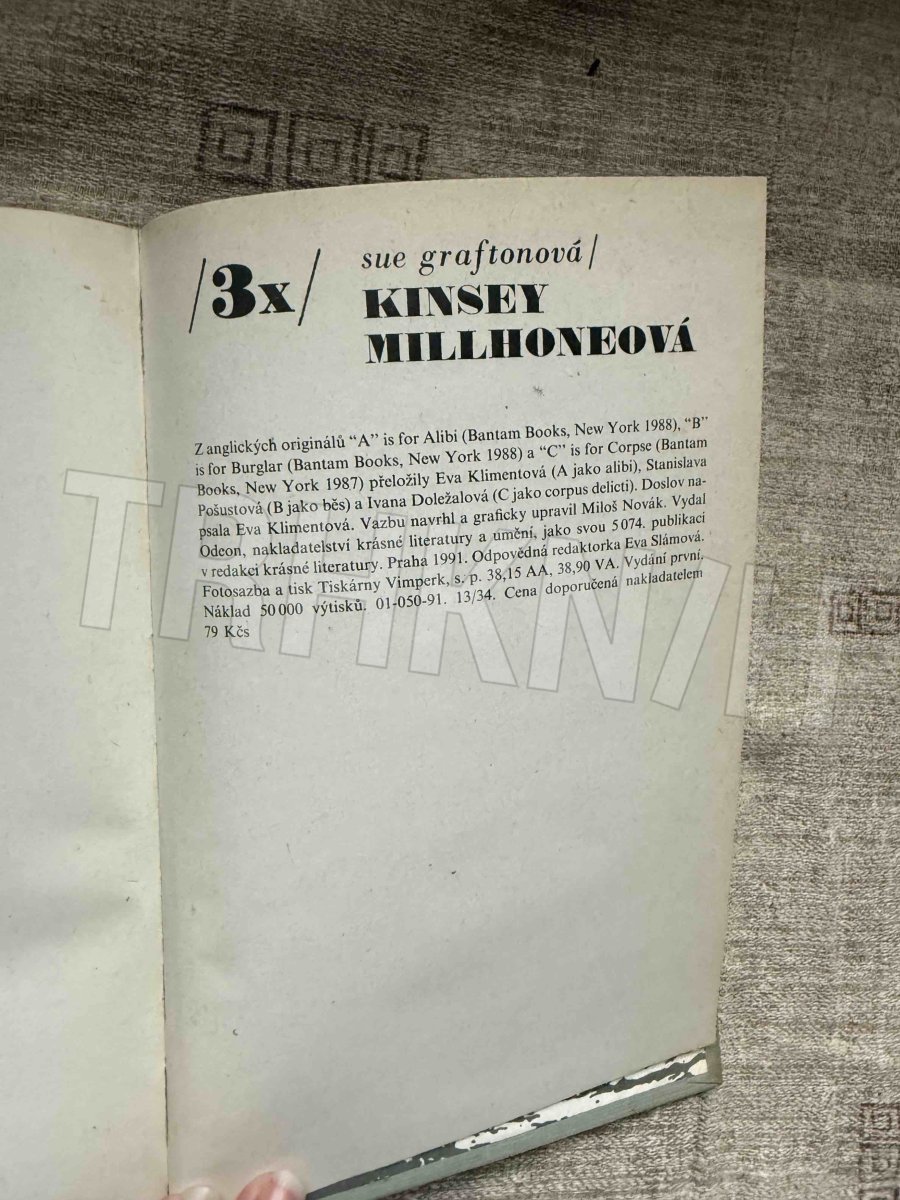 /3x/
sue graftonová/
KINSEY
MILLHONEOVÁ
Z anglických originálů “A” is for Alibi (Bantam Books, New York 1988), “B”
is for Burglar (Bantam Books, New York 1988) a “C” is for Corpse (Bantam
Books, New York 1987) přeložily Eva Klimentová (A jako alibi), Stanislava
Pošustová (B jako běs) a Ivana Doležalová (C jako corpus delicti). Doslov na-
psala Eva Klimentová. Vazbu navrhl a graficky upravil Miloš Novák. Vydal
Odeon, nakladatelství krásné literatury a umění, jako svou 5 074. publikaci
v redakci krásné literatury. Praha 1991. Odpovědná redaktorka Eva Slámová.
Fotosazba a tisk Tiskárny Vimperk, s. p. 38,15 AA, 38,90 VA. Vydání první.
Náklad 50 000 výtisků. 01-050-91. 13/34. Cena doporučená nakladatelem
79 Kčs